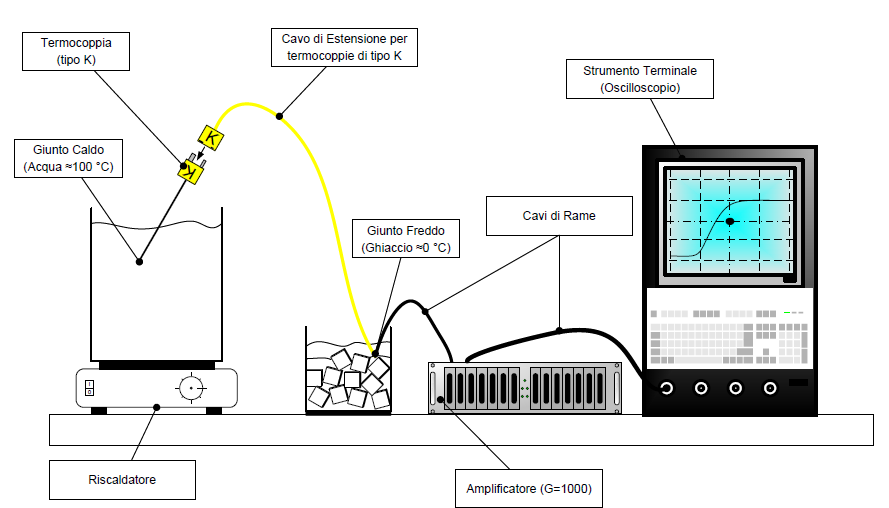 Termocoppia
(tipo K)
Cavo di Estensione per
termocoppie di tipo K
Strumento Terminale
(Oscilloscopio)
K
K
Giunto Caldo
(Acqua ≈100 °C)
Giunto Freddo
(Ghiaccio ≈0 °C)
Cavi di Rame
I
0
Riscaldatore
Amplificatore (G=1000)